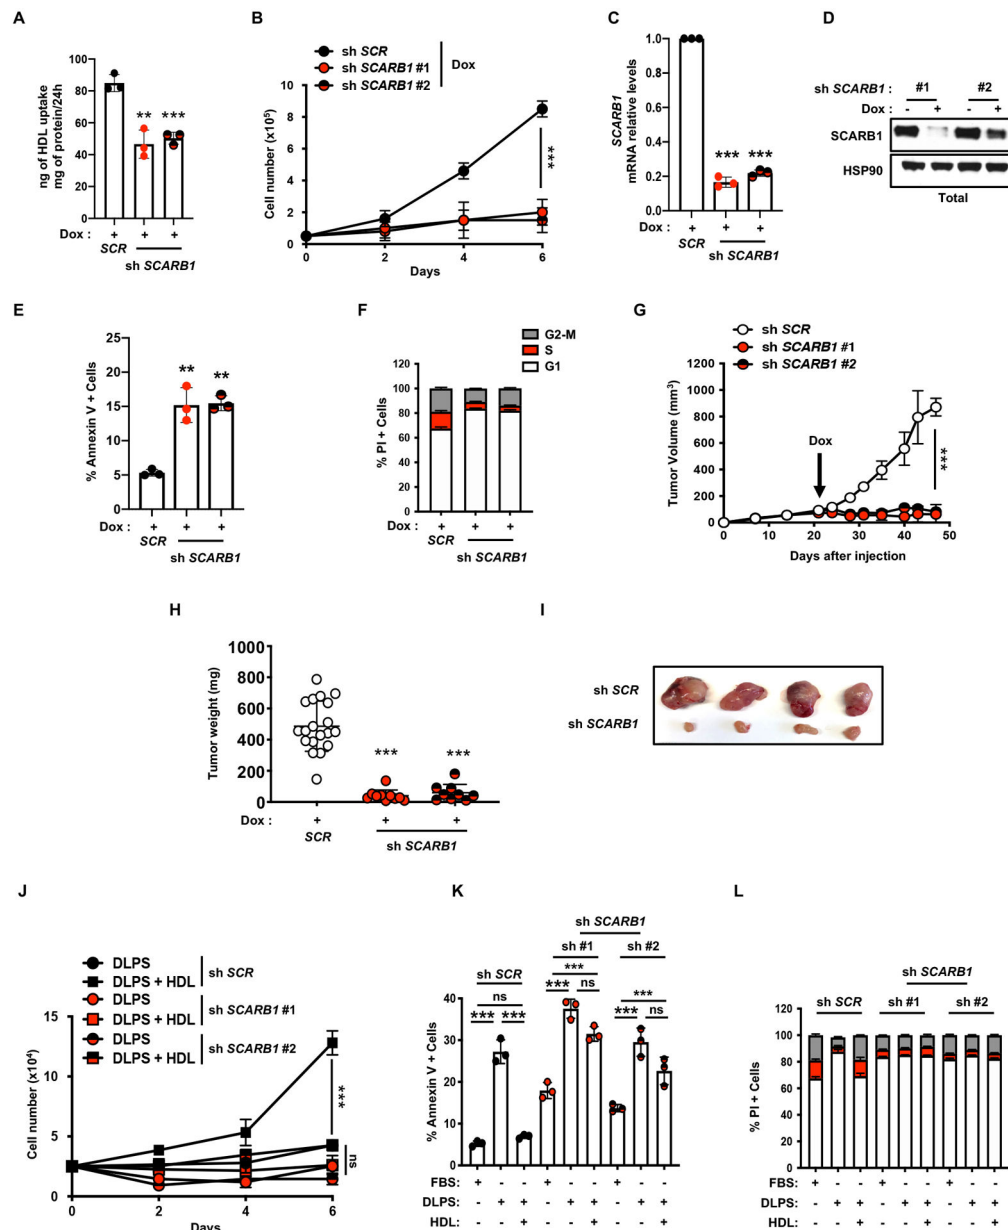 A
ng of HDL uptake
mg of protein/24h
100
80
60
40
20
0
**
***
Dox :
+
+
+
SCR
sh SCARB1
B
sh SCR
sh SCARB1 #1
sh SCARB1 #2
Dox
Cell number (x10⁵)
10
8
6
4
2
0
***
0
2
4
6
Days
C
SCARB1
mRNA relative levels
1.0
0.8
0.6
0.4
0.2
0.0
***
***
Dox :
+
+
+
SCR
sh SCARB1
D
sh SCARB1 :
#1
#2
Dox
-
+
-
+
SCARB1
HSP90
Total
E
% Annexin V + Cells
25
20
15
10
5
0
**
**
Dox :
+
+
+
SCR
sh SCARB1
F
G2-M
S
G1
% PI + Cells
120
100
80
60
40
20
0
Dox :
+
+
+
SCR
sh SCARB1
G
sh SCR
sh SCARB1 #1
sh SCARB1 #2
Tumor Volume (mm³)
1200
1000
800
600
400
200
0
Dox
***
0
10
20
30
40
50
Days after injection
H
Tumor weight (mg)
1000
800
600
400
200
0
***
***
Dox :
+
+
+
SCR
sh SCARB1
I
sh SCR
sh SCARB1
J
DLPS
DLPS + HDL
sh SCR
DLPS
DLPS + HDL
sh SCARB1 #1
DLPS
DLPS + HDL
sh SCARB1 #2
Cell number (x10⁴)
15
10
5
0
***
ns
0
2
4
6
Days
K
sh SCARB1
sh SCR
sh #1
sh #2
ns
*** ***
***
*** ns
***
*** ns
% Annexin V + Cells
40
30
20
10
0
FBS: + - - + - - + - -
DLPS: - + + - + + - + +
HDL: - - + - - + - - +
L
sh SCARB1
sh SCR
sh #1
sh #2
% PI + Cells
120
100
80
60
40
20
0
FBS: + - - + - - + - -
DLPS: - + + - + + - + +
HDL: - - + - - + - - +